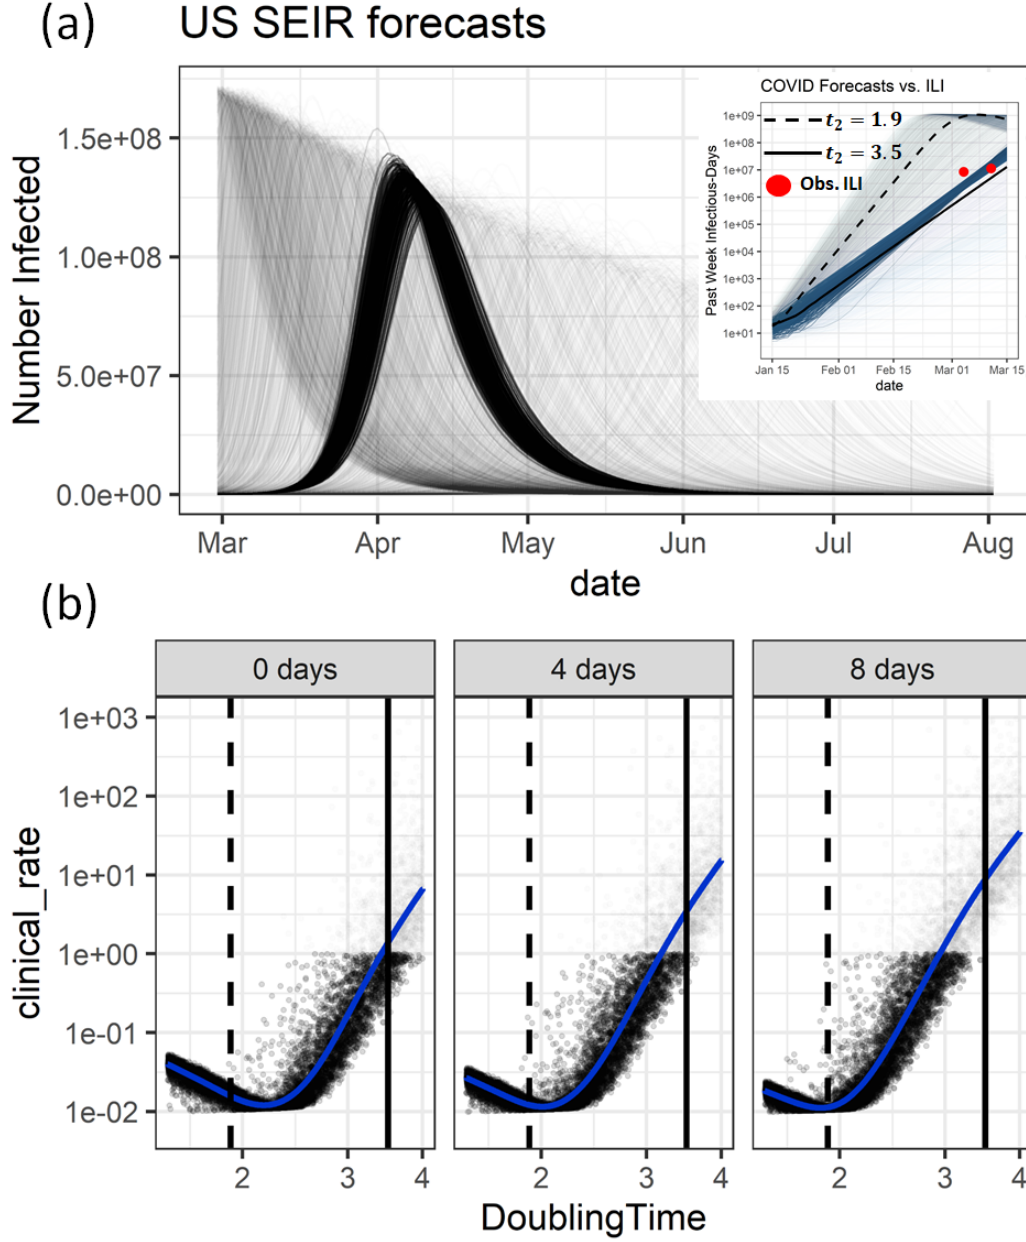 (a) US SEIR forecasts
Number Infected
1.5e+08
1.0e+08
5.0e+07
0.0e+00
Mar Apr May Jun Jul Aug
date
COVID Forecasts vs. ILI
Past Week Infectious-Days
1e+09
1e+08
1e+07
1e+06
1e+05
1e+04
1e+03
1e+02
1e+01
t₂ = 1.9
t₂ = 3.5
Obs. ILI
Jan 15 Feb 01 Feb 15 Mar 01 Mar 15
date
(b)
0 days 4 days 8 days
clinical_rate
1e+03
1e+02
1e+01
1e+00
1e-01
1e-02
2 3 4 2 3 4 2 3 4
DoublingTime